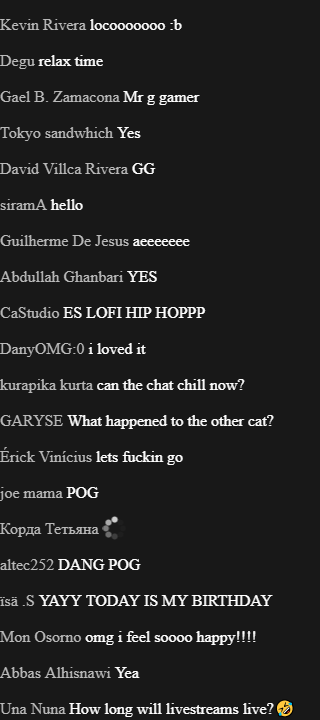 Kevin Rivera locooooooo :b
Degu relax time
Gael B. Zamacona Mr g gamer
Tokyo sandwhich Yes
David Villca Rivera GG
siramA hello
Guilherme De Jesus aeeeeeee
Abdullah Ghanbari YES
CaStudio ES LOFI HIP HOPPP
DanyOMG:0 i loved it
kurapika kurta can the chat chill now?
GARYSE What happened to the other cat?
Érick Vinícius lets fuckin go
joe mama POG
Корда Тетьяна
altec252 DANG POG
ïsä .S YAYY TODAY IS MY BIRTHDAY
Mon Osorno omg i feel soooo happy!!!!
Abbas Alhisnawi Yea
Una Nuna How long will livestreams live?🤣